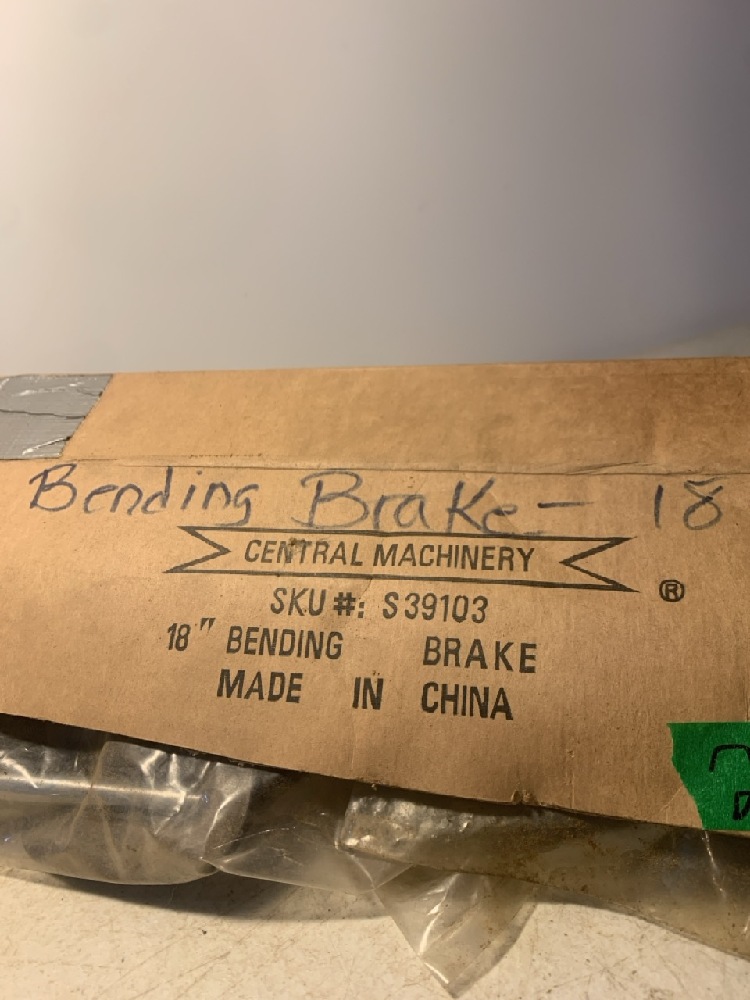 Bending Brake - 18
CENTRAL MACHINERY
®
SKU #: S39103
18" BENDING BRAKE
MADE IN CHINA